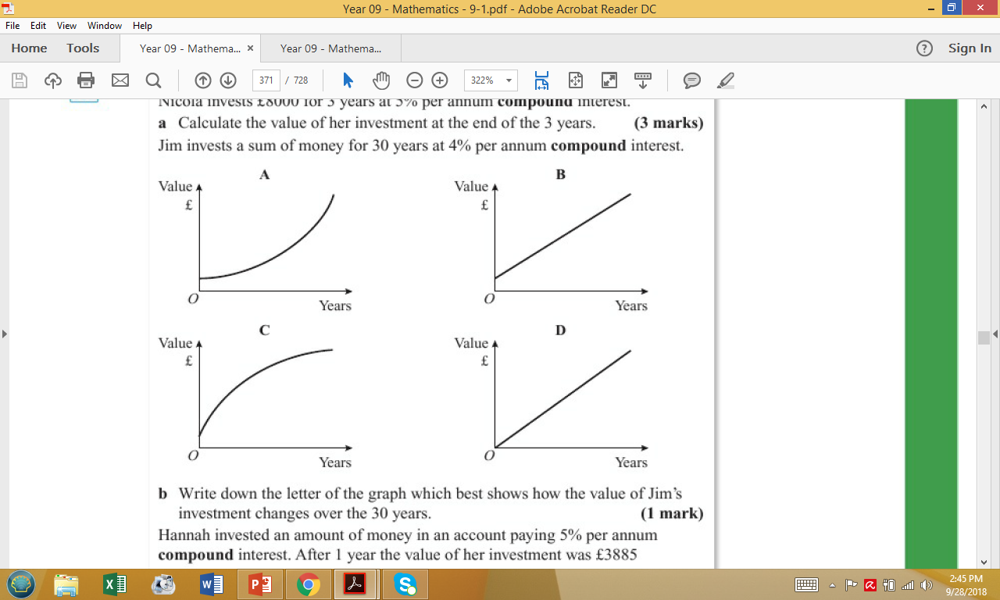 Year 09 - Mathematics - 9-1.pdf - Adobe Acrobat Reader DC
File Edit View Window Help
Home Tools Year 09 - Mathema... × Year 09 - Mathema... ? Sign In
371 / 728 322%
Nicola invests £8000 for 3 years at 5% per annum compound interest.
a Calculate the value of her investment at the end of the 3 years. (3 marks)
Jim invests a sum of money for 30 years at 4% per annum compound interest.
A B
Value Value
£ £
O O
Years Years
C D
Value Value
£ £
O O
Years Years
b Write down the letter of the graph which best shows how the value of Jim's
investment changes over the 30 years. (1 mark)
Hannah invested an amount of money in an account paying 5% per annum
compound interest. After 1 year the value of her investment was £3885
2:45 PM
9/28/2018